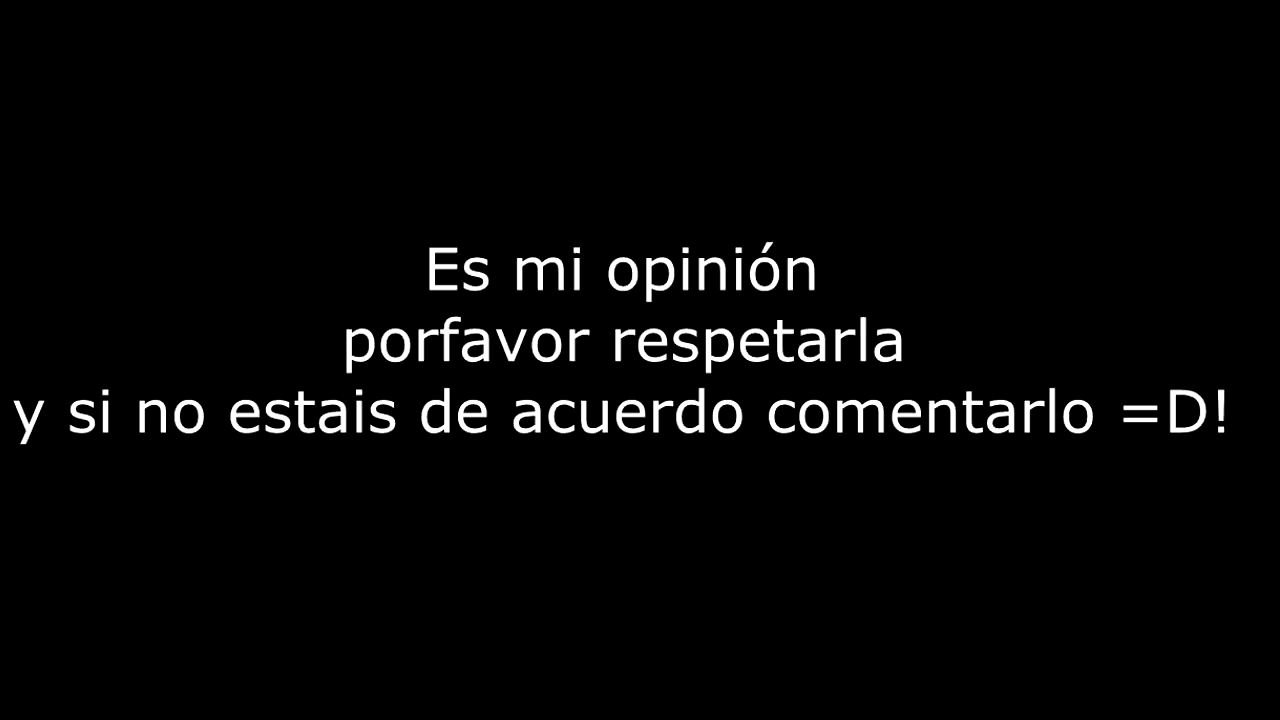 Es mi opinión
porfavor respetarla
y si no estais de acuerdo comentarlo =D!